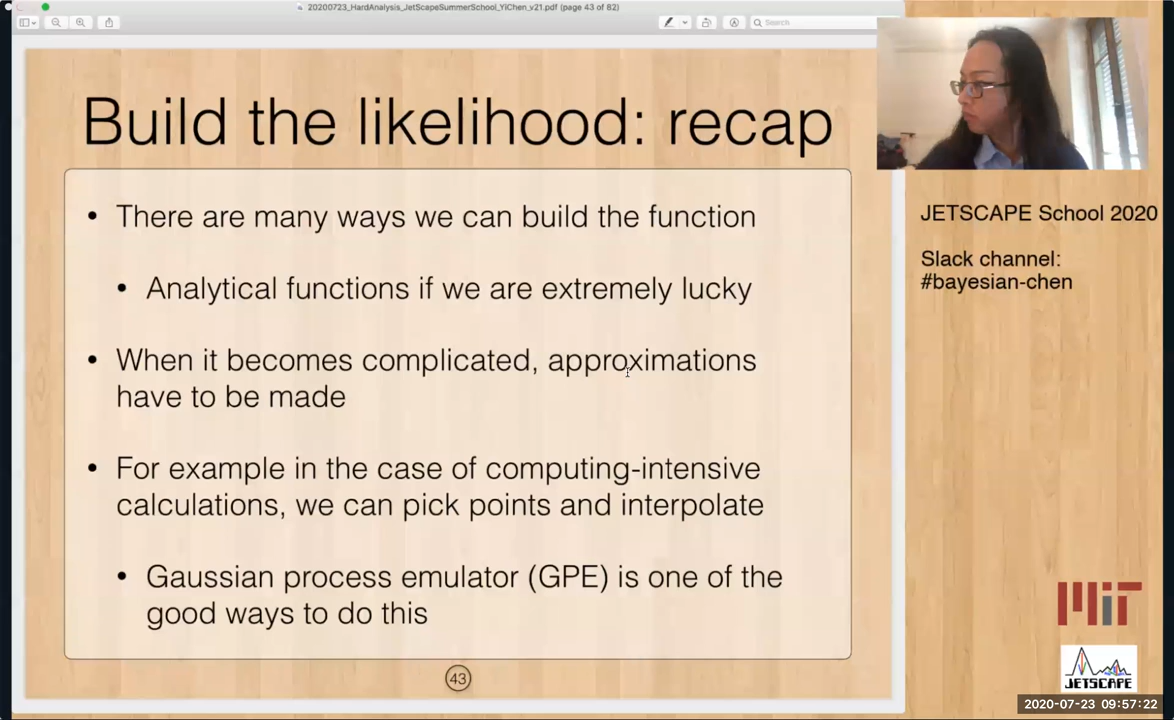 20200723_HardAnalysis_JetScapeSummerSchool_YiChen_v21.pdf (page 43 of 82)
Search
Build the likelihood: recap
• There are many ways we can build the function
• Analytical functions if we are extremely lucky
• When it becomes complicated, approximations
have to be made
• For example in the case of computing-intensive
calculations, we can pick points and interpolate
• Gaussian process emulator (GPE) is one of the
good ways to do this
43
JETSCAPE School 2020
Slack channel:
#bayesian-chen
MIT
JETSCAPE
2020-07-23 09:57:22